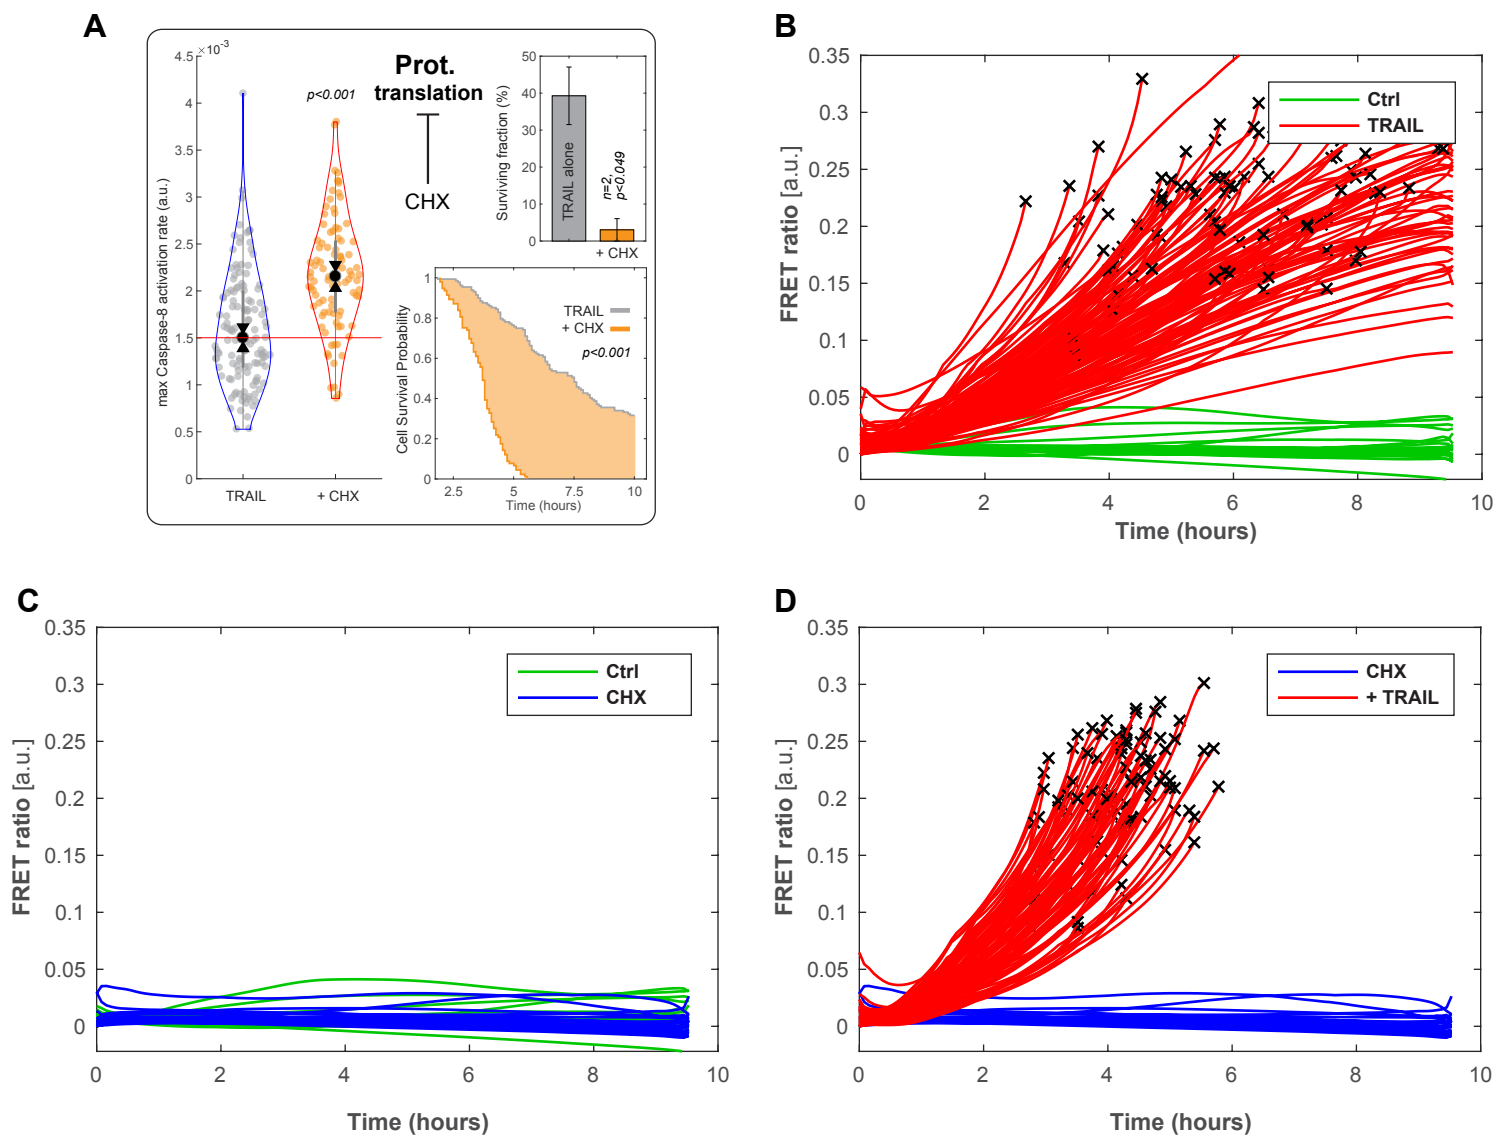 A
×10⁻³
4.5
4
3.5
3
2.5
2
1.5
1
0.5
0
max Caspase-8 activation rate (a.u.)
TRAIL
+ CHX
p<0.001
Prot.
translation
CHX
50
40
30
20
10
0
Surviving fraction (%)
TRAIL alone
n=2,
p<0.049
+ CHX
1
0.8
0.6
0.4
0.2
0
Cell Survival Probability
TRAIL
+ CHX
p<0.001
2.5
5
7.5
10
Time (hours)
B
0.35
0.3
0.25
0.2
0.15
0.1
0.05
0
FRET ratio [a.u.]
Ctrl
TRAIL
0
2
4
6
8
10
Time (hours)
C
0.35
0.3
0.25
0.2
0.15
0.1
0.05
0
FRET ratio [a.u.]
Ctrl
CHX
0
2
4
6
8
10
Time (hours)
D
0.35
0.3
0.25
0.2
0.15
0.1
0.05
0
FRET ratio [a.u.]
CHX
+ TRAIL
0
2
4
6
8
10
Time (hours)